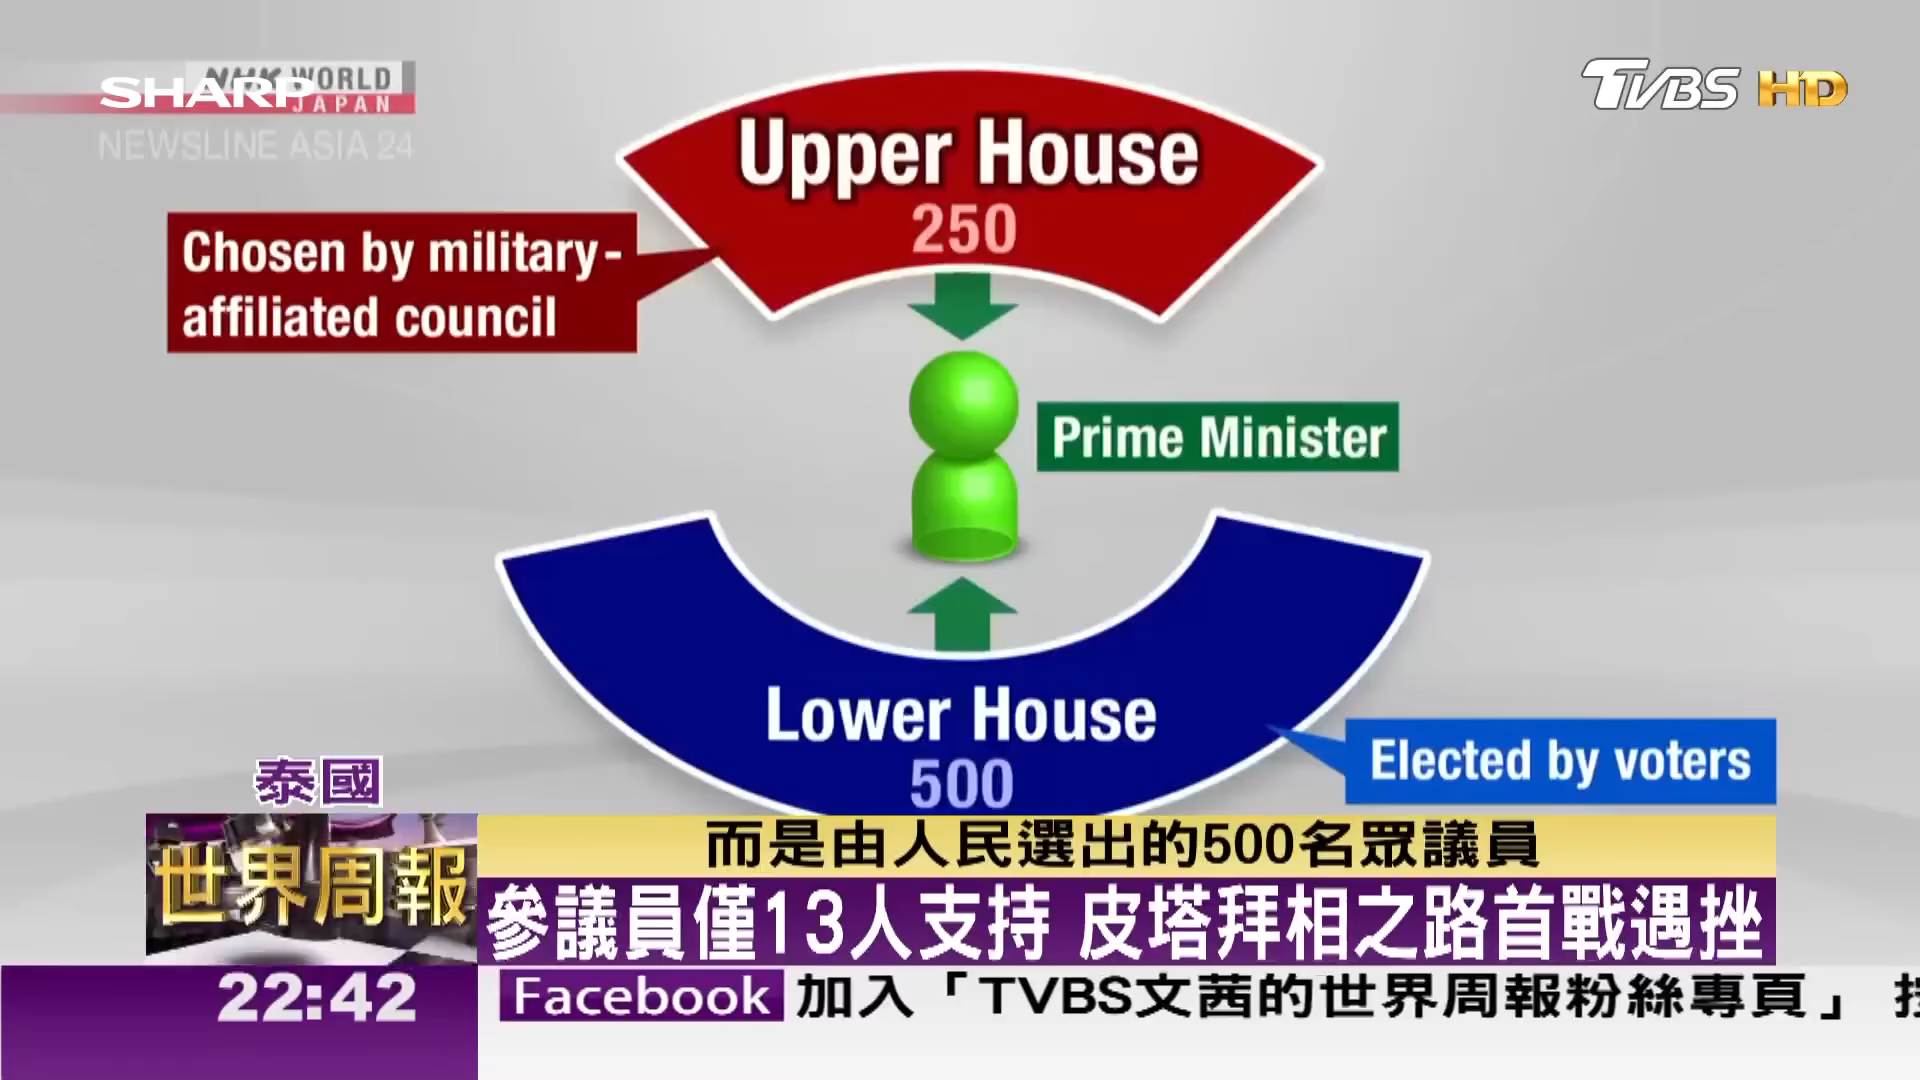 NHK WORLD
JAPAN
SHARP
NEWSLINE ASIA 24
TVBS HD
Upper House
250
Chosen by military-
affiliated council
Prime Minister
Lower House
500
Elected by voters
泰國
世界周報
而是由人民選出的500名眾議員
參議員僅13人支持 皮塔拜相之路首戰遇挫
22:42
Facebook 加入「TVBS文茜的世界周報粉絲專頁」